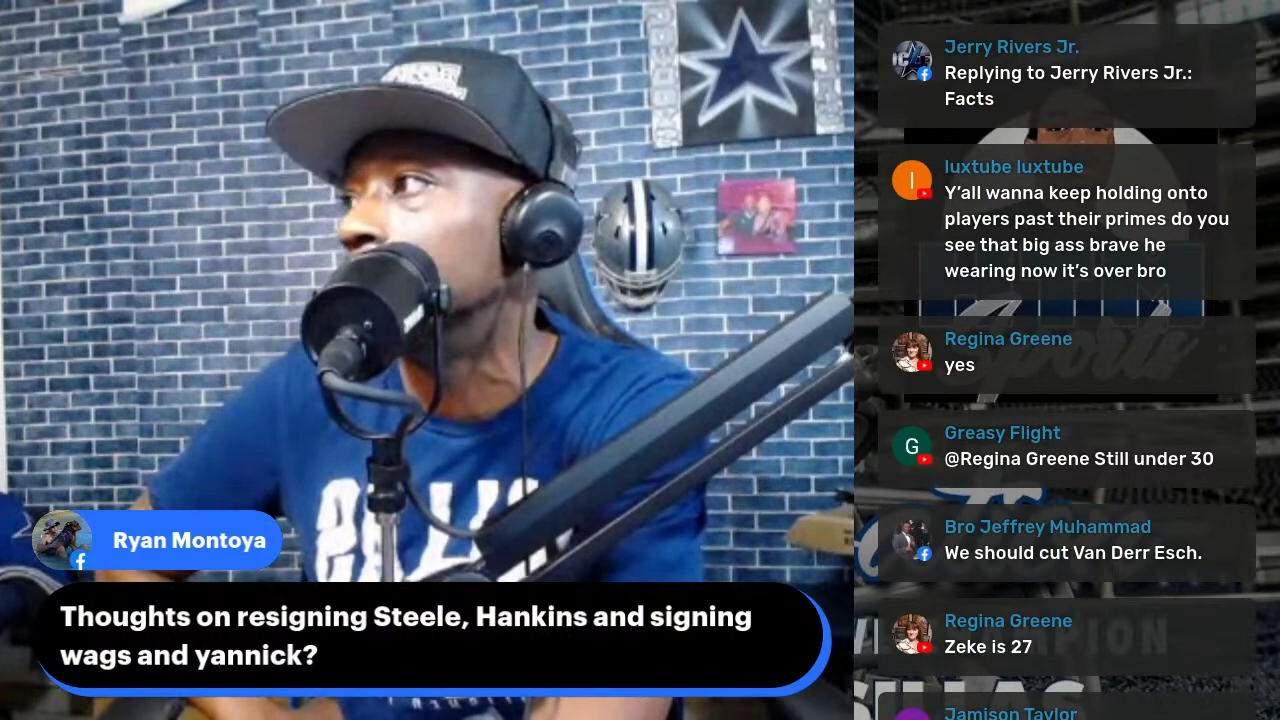 Ryan Montoya
Thoughts on resigning Steele, Hankins and signing
wags and yannick?
Jerry Rivers Jr.
Replying to Jerry Rivers Jr.:
Facts
luxtube luxtube
Y’all wanna keep holding onto
players past their primes do you
see that big ass brave he
wearing now it’s over bro
Regina Greene
yes
Greasy Flight
@Regina Greene Still under 30
Bro Jeffrey Muhammad
We should cut Van Derr Esch.
Regina Greene
Zeke is 27
Jamison Taylor